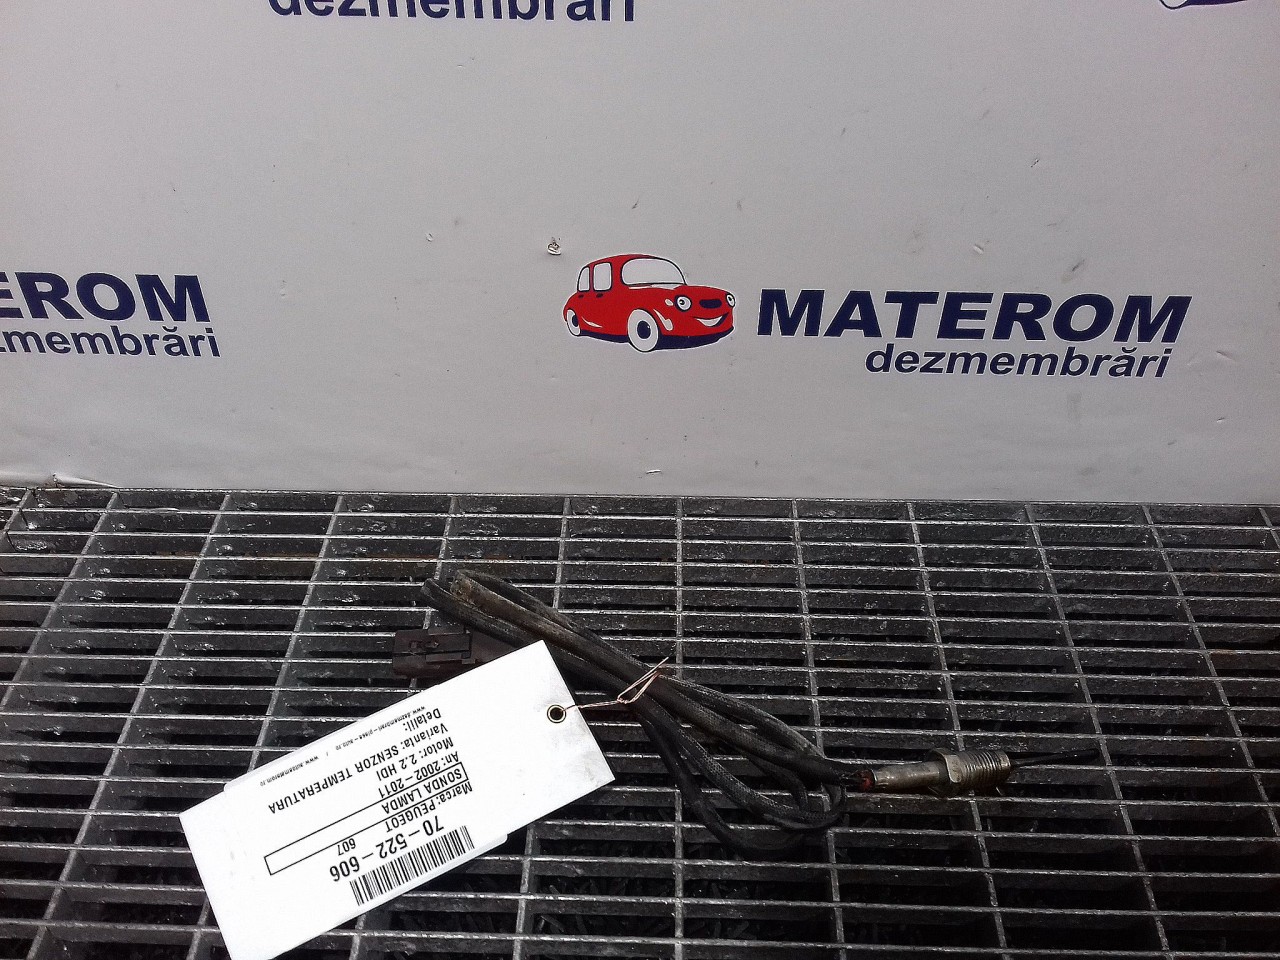 dezmembrări
MATEROM
dezmembrări
EROM
zmembrări
70-522-606
Marca: PEUGEOT 607
SONDA LAMDA
An: 2002-2011
Motor: 2.2 HDI
Varianta: SENZOR TEMPERATURA
Detalii: